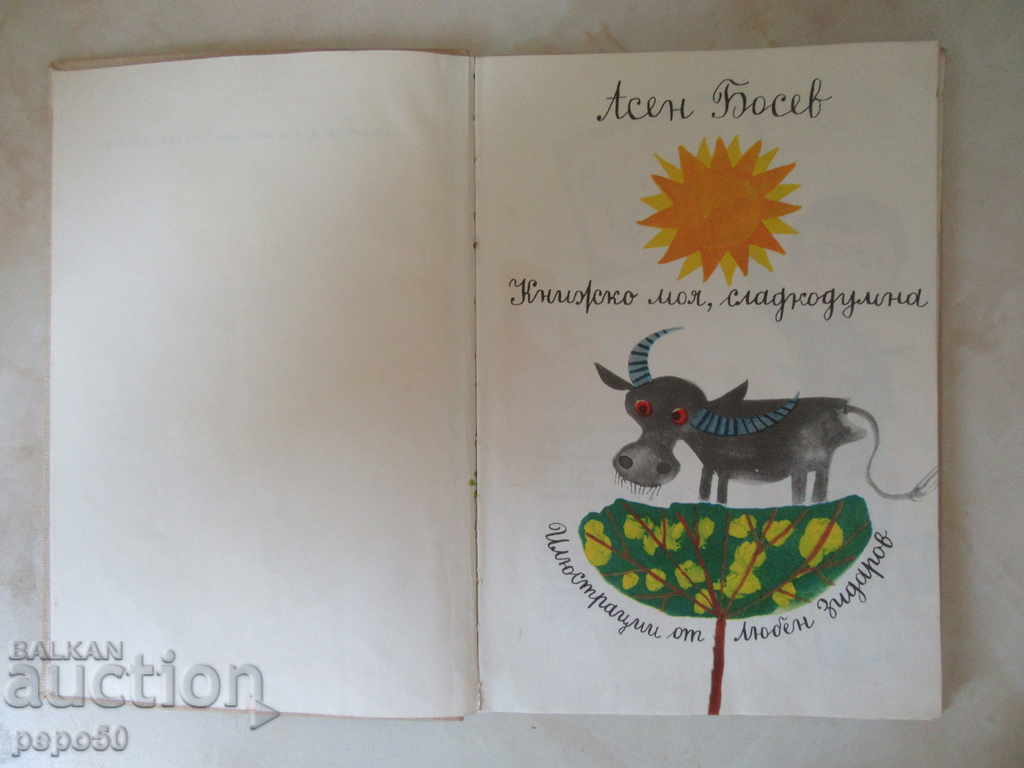 Асен Босев
Книжко моя, сладкодумна
Илюстрации от Любен Зидаров
BALKAN
auction
pepo50